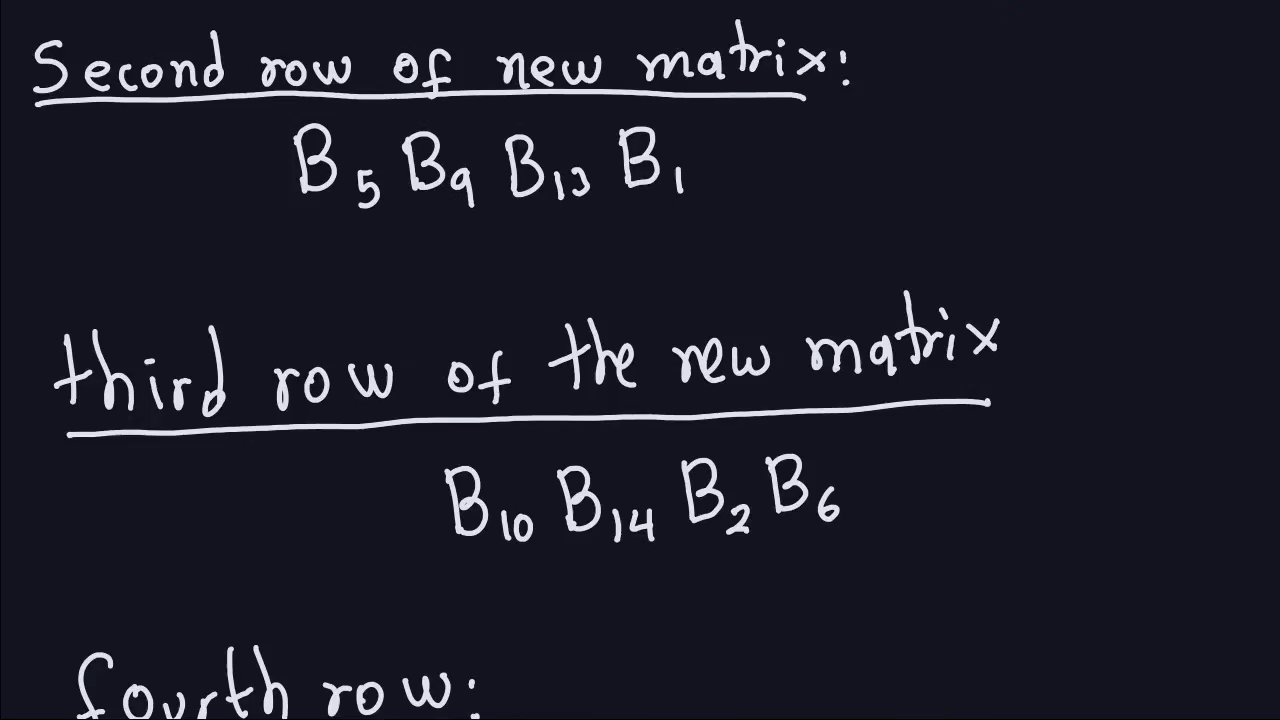 Second row of new matrix:
B₅ B₉ B₁₃ B₁
third row of the new matrix
B₁₀ B₁₄ B₂ B₆
fourth row: